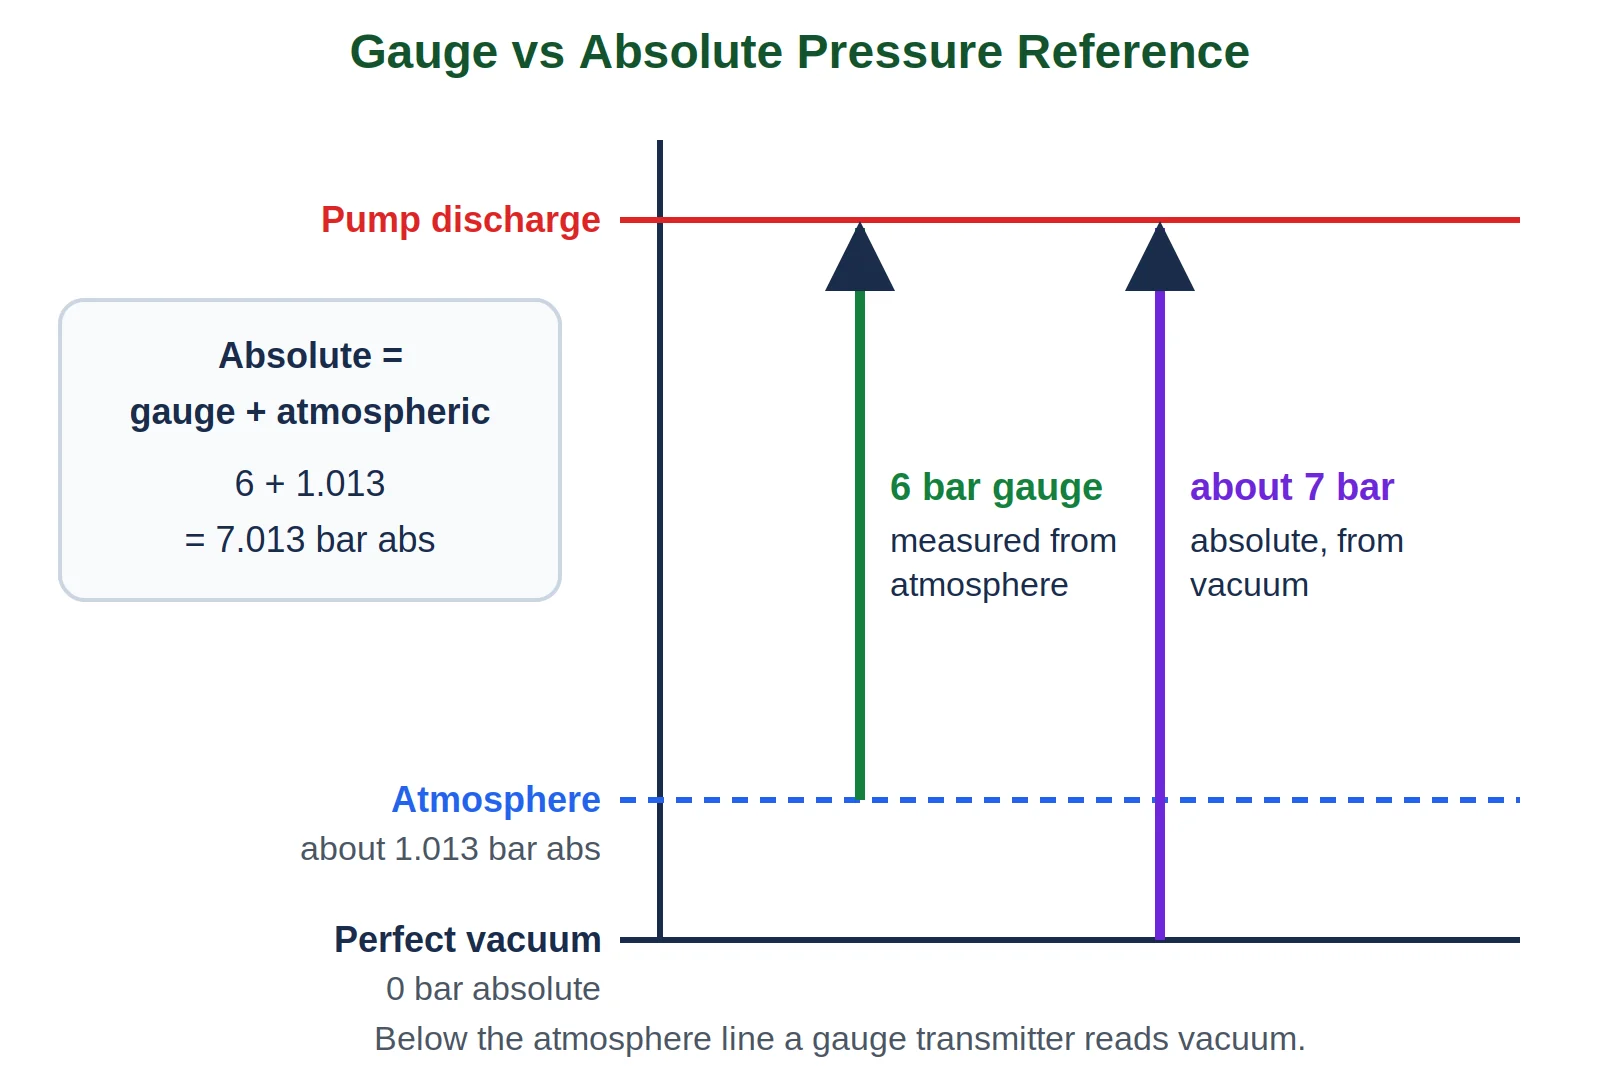 Gauge vs Absolute Pressure Reference
Pump discharge
Absolute =
gauge + atmospheric
6 + 1.013
= 7.013 bar abs
6 bar gauge
measured from
atmosphere
about 7 bar
absolute, from
vacuum
Atmosphere
about 1.013 bar abs
Perfect vacuum
0 bar absolute
Below the atmosphere line a gauge transmitter reads vacuum.